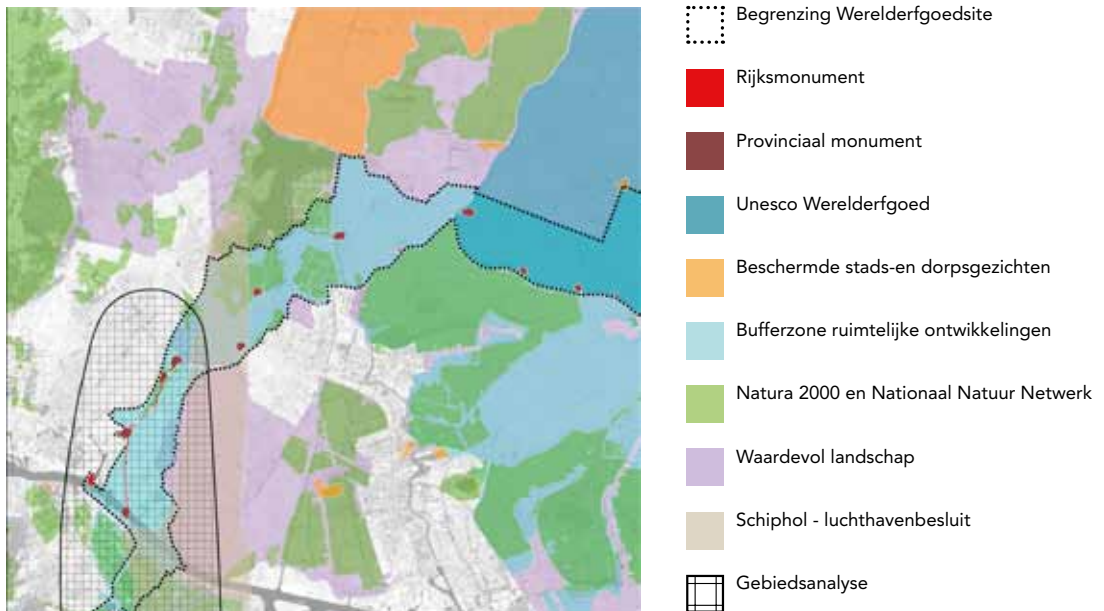 Begrenzing Werelderfgoedsite
Rijksmonument
Provinciaal monument
Unesco Werelderfgoed
Beschermde stads-en dorpsgezichten
Bufferzone ruimtelijke ontwikkelingen
Natura 2000 en Nationaal Natuur Netwerk
Waardevol landschap
Schiphol - luchthavenbesluit
Gebiedsanalyse